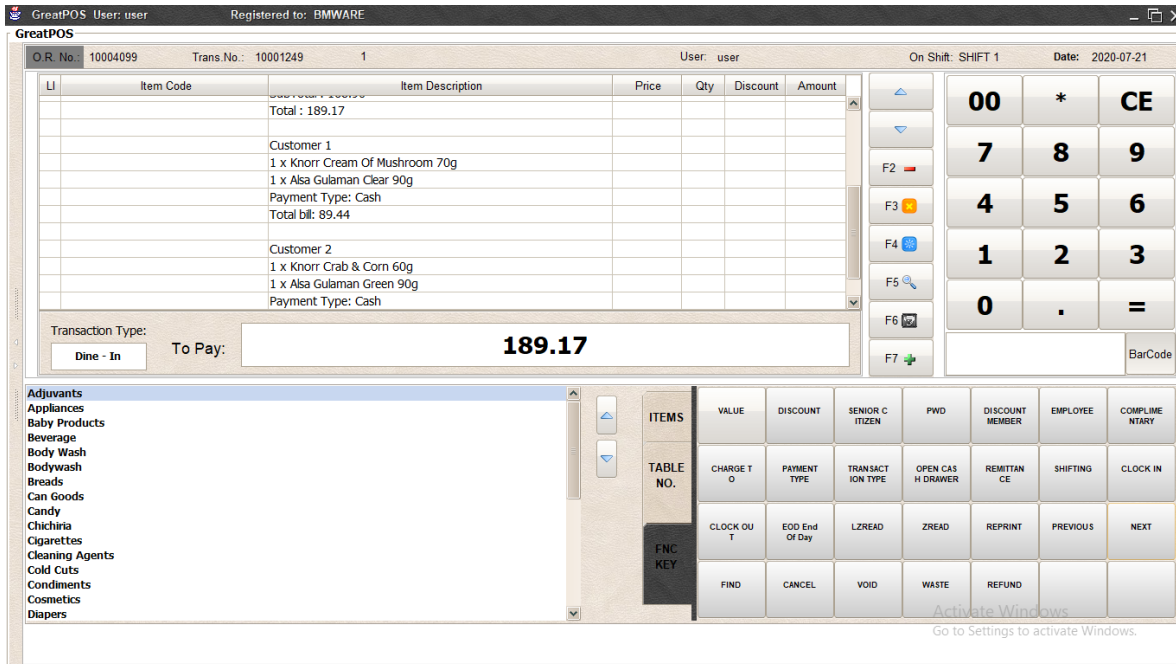 GreatPOS User: user Registered to: BMWARE
GreatPOS
O.R. No.: 10004099 Trans.No.: 10001249 1 User: user On Shift: SHIFT 1 Date: 2020-07-21
LI Item Code Item Description Price Qty Discount Amount
Total : 189.17
Customer 1
1 x Knorr Cream Of Mushroom 70g
1 x Alsa Gulaman Clear 90g
Payment Type: Cash
Total bill: 89.44
Customer 2
1 x Knorr Crab & Corn 60g
1 x Alsa Gulaman Green 90g
Payment Type: Cash
Transaction Type:
Dine - In
To Pay: 189.17
F2
F3
F4
F5
F6
F7
00 * CE
7 8 9
4 5 6
1 2 3
0 . =
BarCode
Adjuvants
Appliances
Baby Products
Beverage
Body Wash
Bodywash
Breads
Can Goods
Candy
Chichiria
Cigarettes
Cleaning Agents
Cold Cuts
Condiments
Cosmetics
Diapers
ITEMS
TABLE
NO.
FNC
KEY
VALUE
DISCOUNT
SENIOR C
ITIZEN
PWD
DISCOUNT
MEMBER
EMPLOYEE
COMPLIME
NTARY
CHARGE T
O
PAYMENT
TYPE
TRANSACT
ION TYPE
OPEN CAS
H DRAWER
REMITTAN
CE
SHIFTING
CLOCK IN
CLOCK OU
T
EOD End
Of Day
LZREAD
ZREAD
REPRINT
PREVIOUS
NEXT
FIND
CANCEL
VOID
WASTE
REFUND
Activate Windows
Go to Settings to activate Windows.